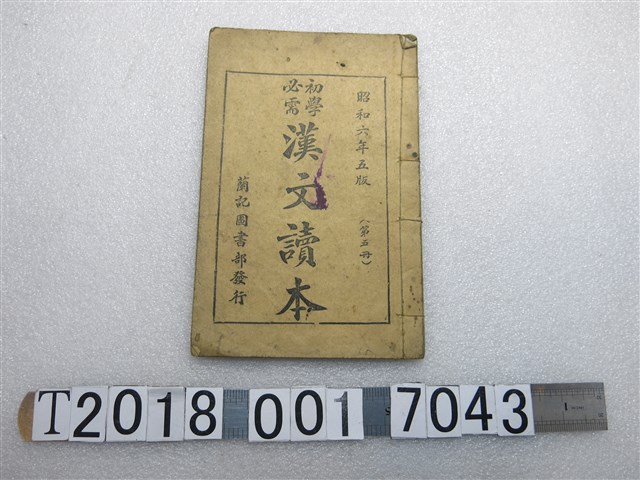 昭和六年五版 (第五冊)
初學
必需
漢文讀本
蘭記圖書部發行
T2018 001 7043
1